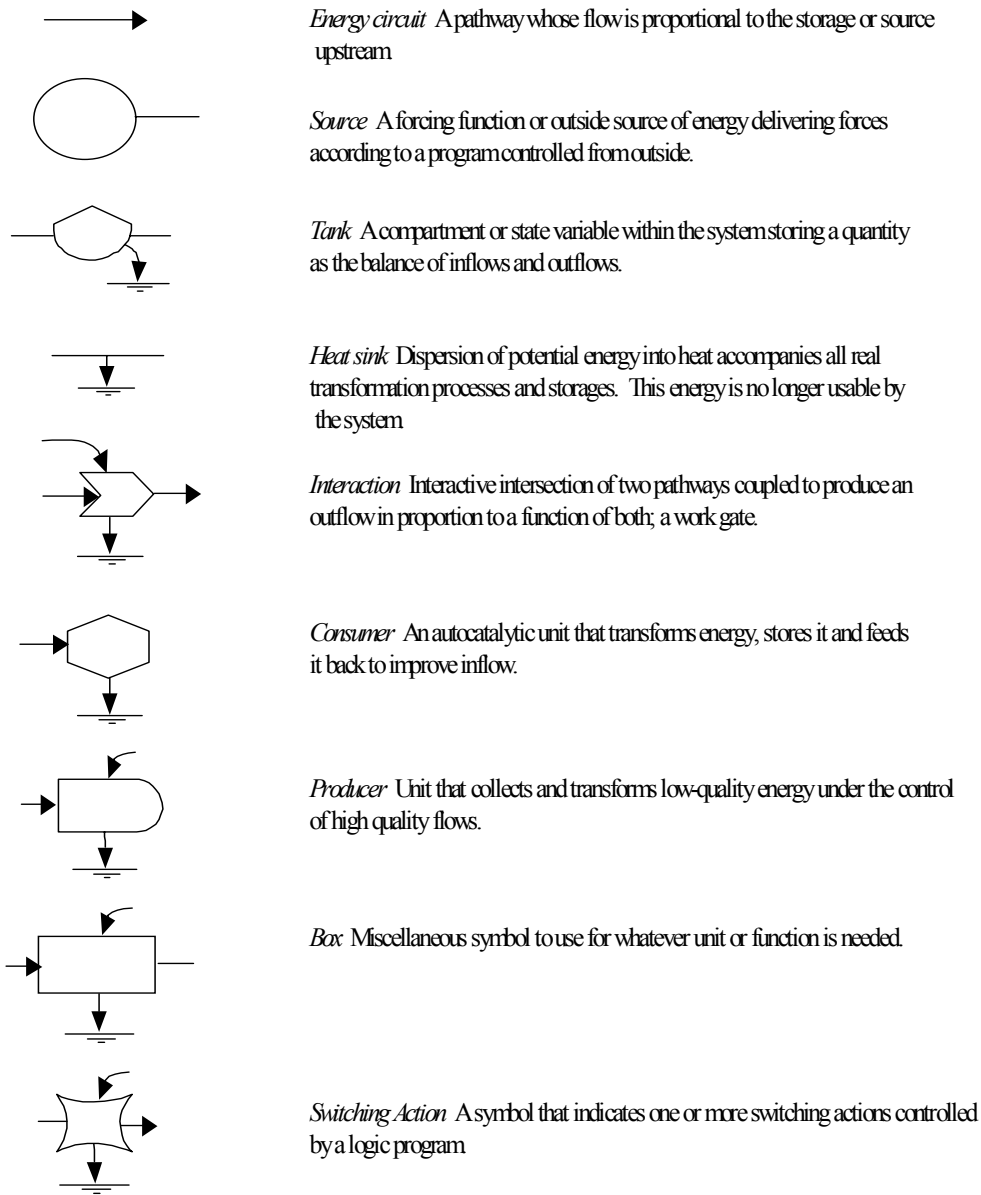 Energy circuit A pathway whose flow is proportional to the storage or source
upstream
Source A forcing function or outside source of energy delivering forces
according to a program controlled from outside.
Tank A compartment or state variable within the system storing a quantity
as the balance of inflows and outflows.
Heat sink Dispersion of potential energy into heat accompanies all real
transformation processes and storages. This energy is no longer usable by
the system
Interaction Interactive intersection of two pathways coupled to produce an
outflow in proportion to a function of both; a work gate.
Consumer An autocatalytic unit that transforms energy, stores it and feeds
it back to improve inflow.
Producer Unit that collects and transforms low-quality energy under the control
of high quality flows.
Box Miscellaneous symbol to use for whatever unit or function is needed.
Switching Action A symbol that indicates one or more switching actions controlled
by a logic program